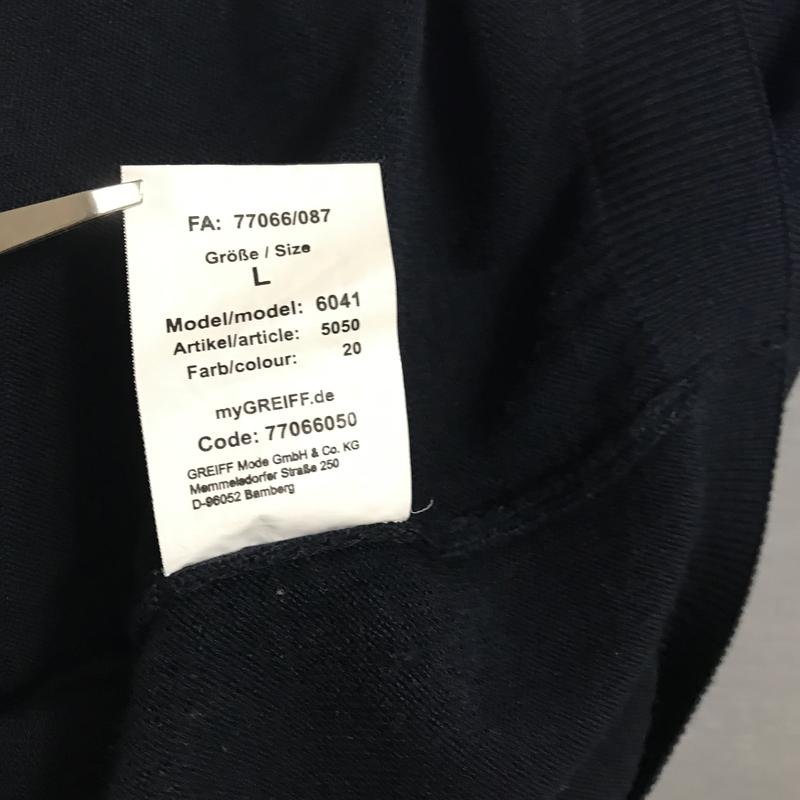 FA: 77066/087
Größe / Size
L
Model/model: 6041
Artikel/article: 5050
Farb/colour: 20
myGREIFF.de
Code: 77066050
GREIFF Mode GmbH & Co. KG
Memmelsdorfer Straße 250
D-96052 Bamberg